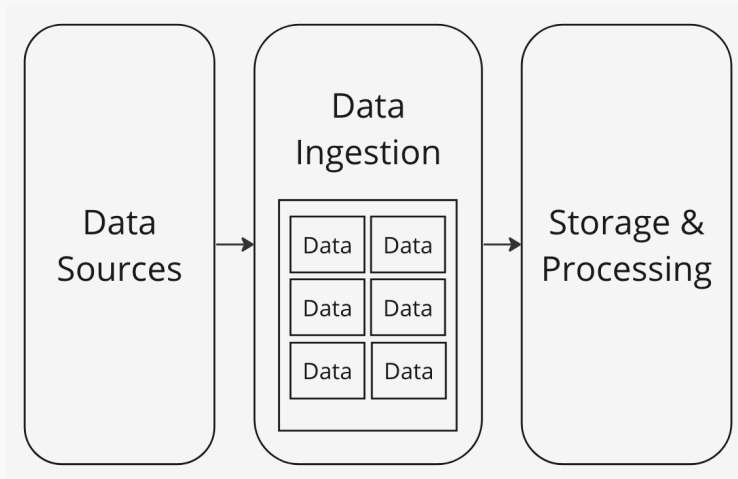 Data
Sources
Data
Ingestion
Data Data
Data Data
Data Data
Storage &
Processing